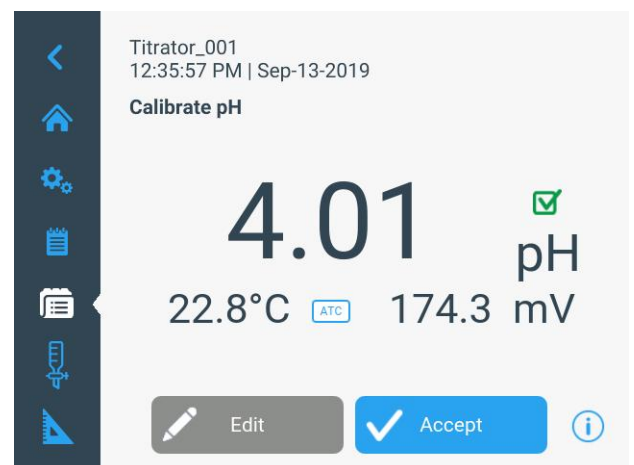 Titrator_001
12:35:57 PM | Sep-13-2019
Calibrate pH
4.01 pH
22.8°C ATC 174.3 mV
Edit Accept i